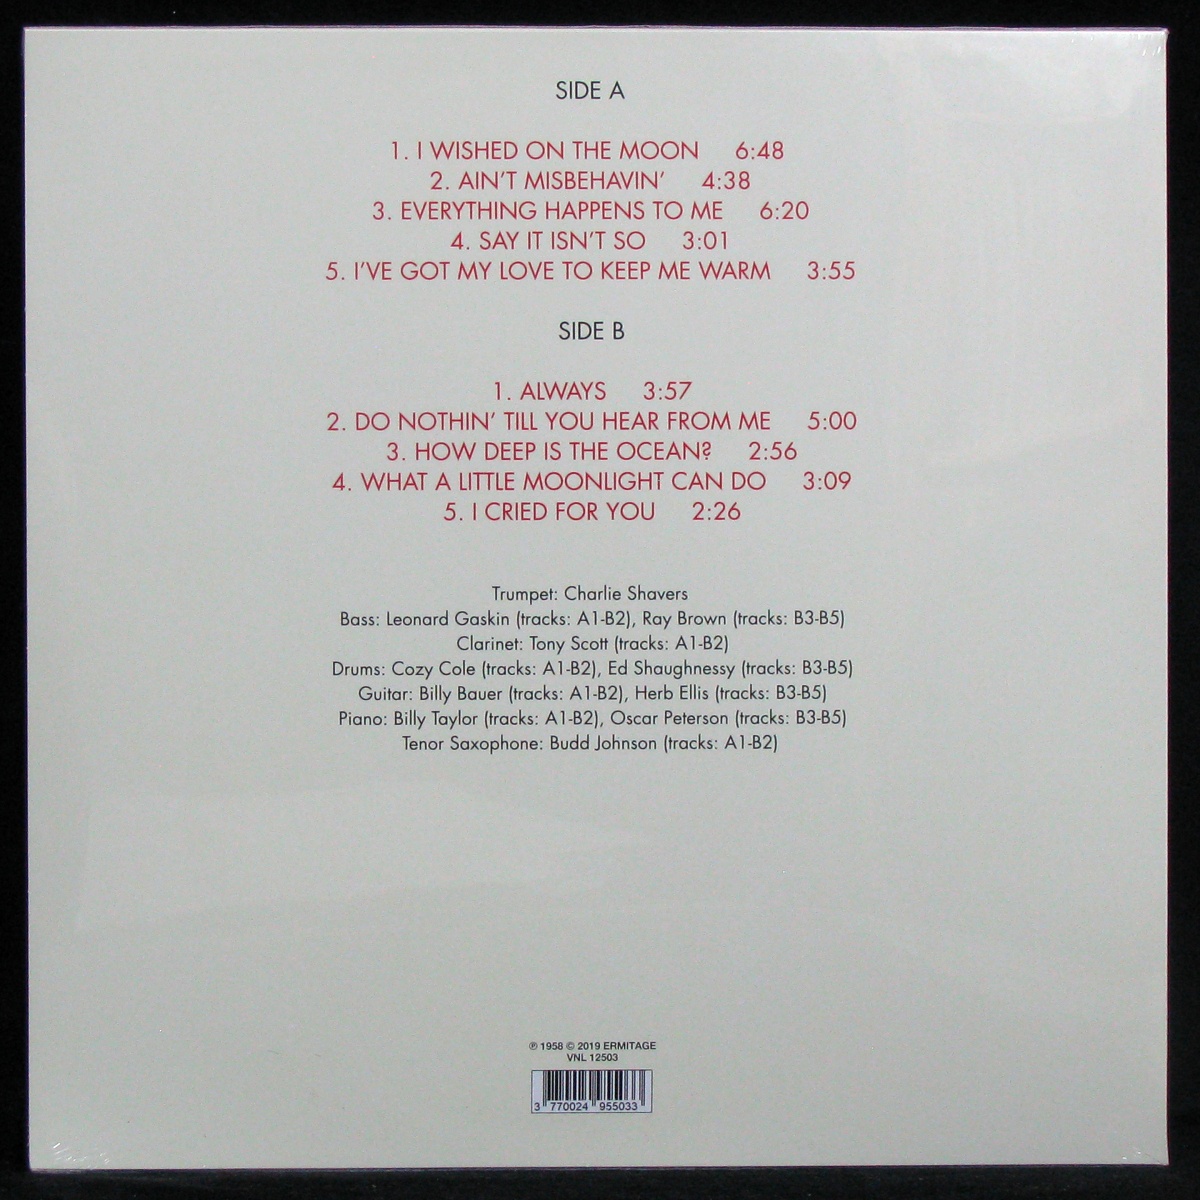 SIDE A
1. I WISHED ON THE MOON 6:48
2. AIN'T MISBEHAVIN' 4:38
3. EVERYTHING HAPPENS TO ME 6:20
4. SAY IT ISN'T SO 3:01
5. I'VE GOT MY LOVE TO KEEP ME WARM 3:55
SIDE B
1. ALWAYS 3:57
2. DO NOTHIN' TILL YOU HEAR FROM ME 5:00
3. HOW DEEP IS THE OCEAN? 2:56
4. WHAT A LITTLE MOONLIGHT CAN DO 3:09
5. I CRIED FOR YOU 2:26
Trumpet: Charlie Shavers
Bass: Leonard Gaskin (tracks: A1-B2), Ray Brown (tracks: B3-B5)
Clarinet: Tony Scott (tracks: A1-B2)
Drums: Cozy Cole (tracks: A1-B2), Ed Shaughnessy (tracks: B3-B5)
Guitar: Billy Bauer (tracks: A1-B2), Herb Ellis (tracks: B3-B5)
Piano: Billy Taylor (tracks: A1-B2), Oscar Peterson (tracks: B3-B5)
Tenor Saxophone: Budd Johnson (tracks: A1-B2)
℗ 1958 © 2019 ERMITAGE
VNL 12503
3 770024 955033